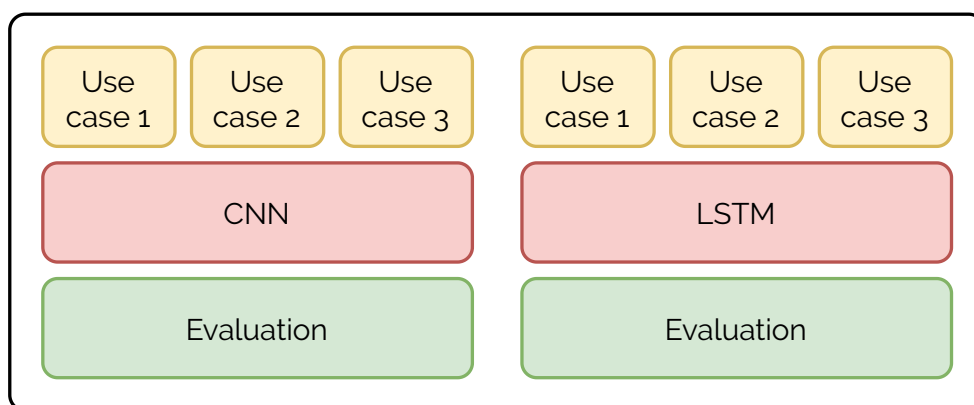 Use
case 1
Use
case 2
Use
case 3
Use
case 1
Use
case 2
Use
case 3
CNN
LSTM
Evaluation
Evaluation